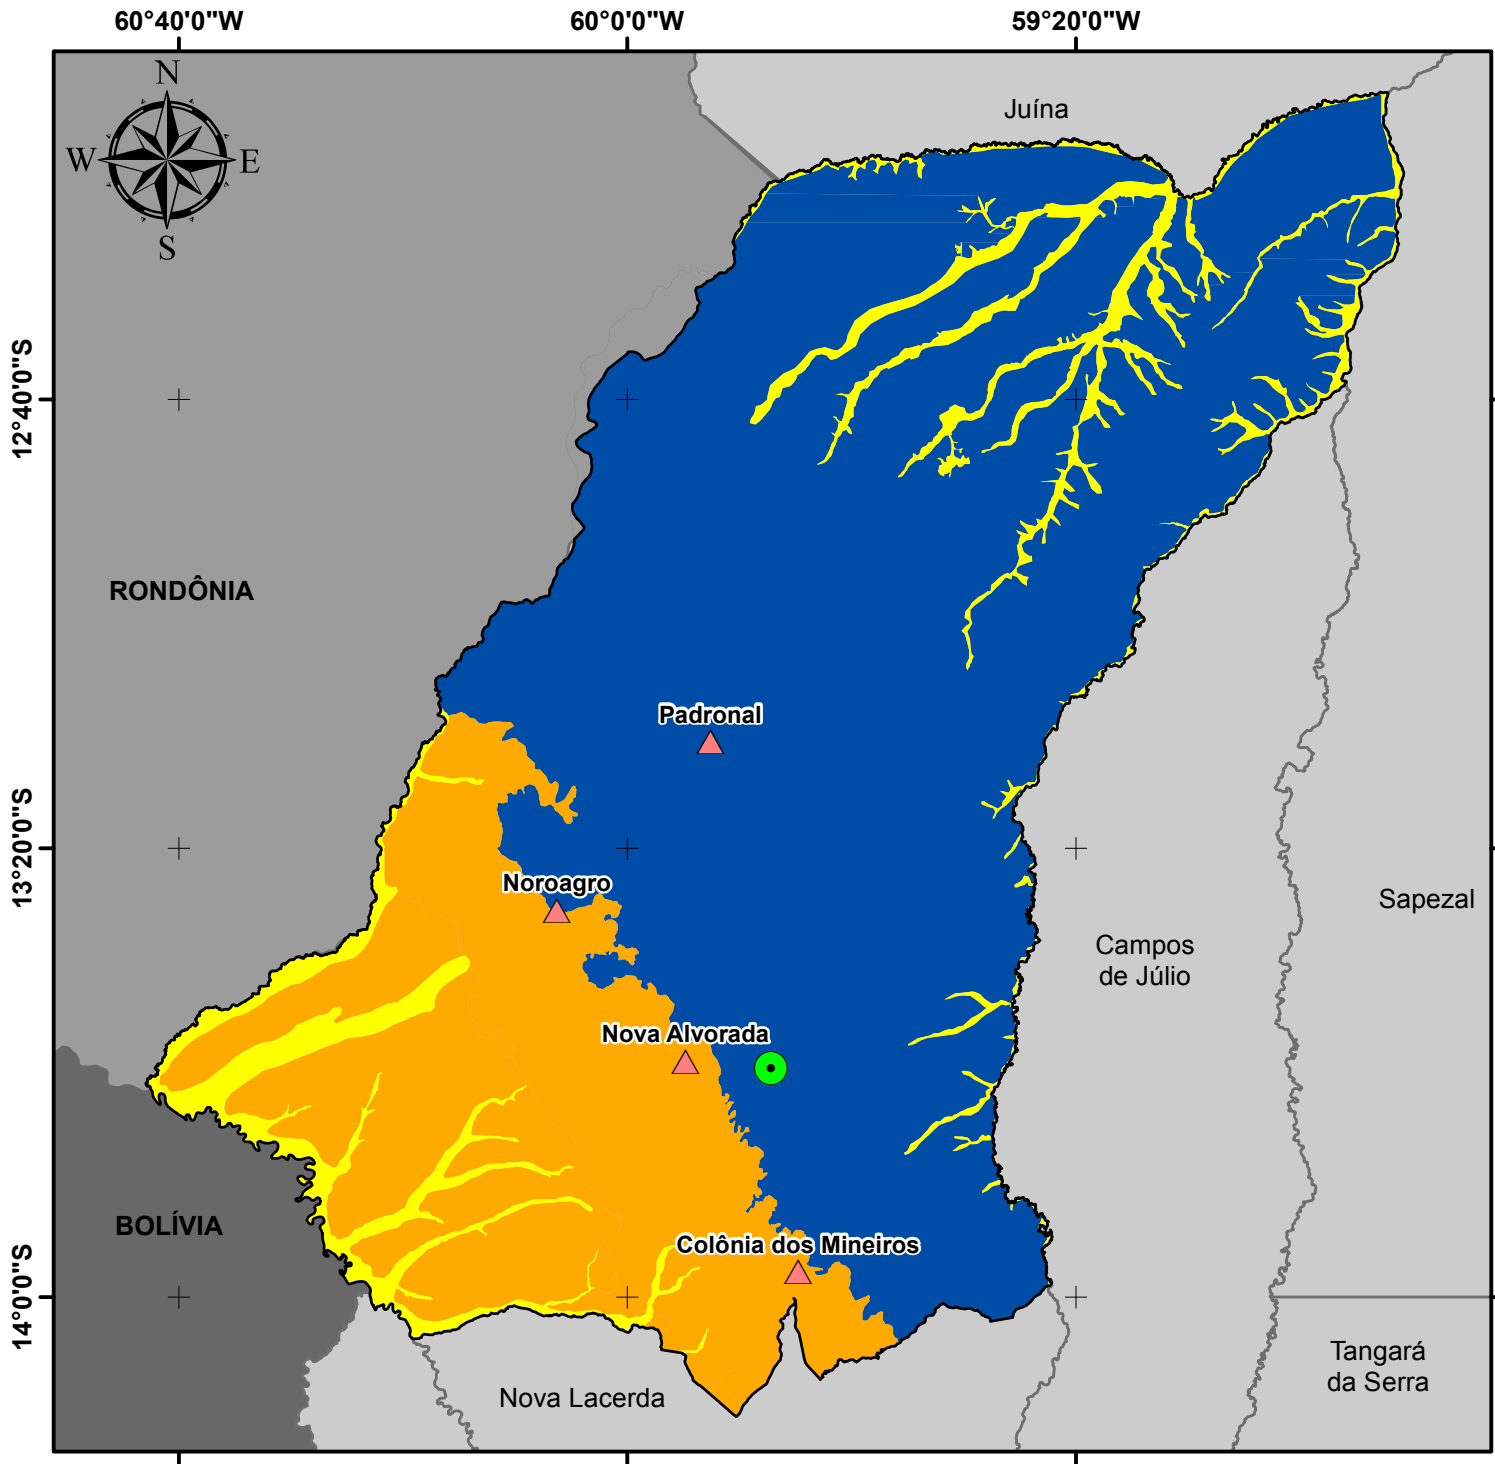 60°40'0"W 60°0'0"W 59°20'0"W
N
W E
S
Juína
12°40'0"S
RONDÔNIA
Padronal
13°20'0"S
Noroagro
Sapezal
Campos
de Júlio
Nova Alvorada
BOLÍVIA
Colônia dos Mineiros
14°0'0"S
Tangará
da Serra
Nova Lacerda